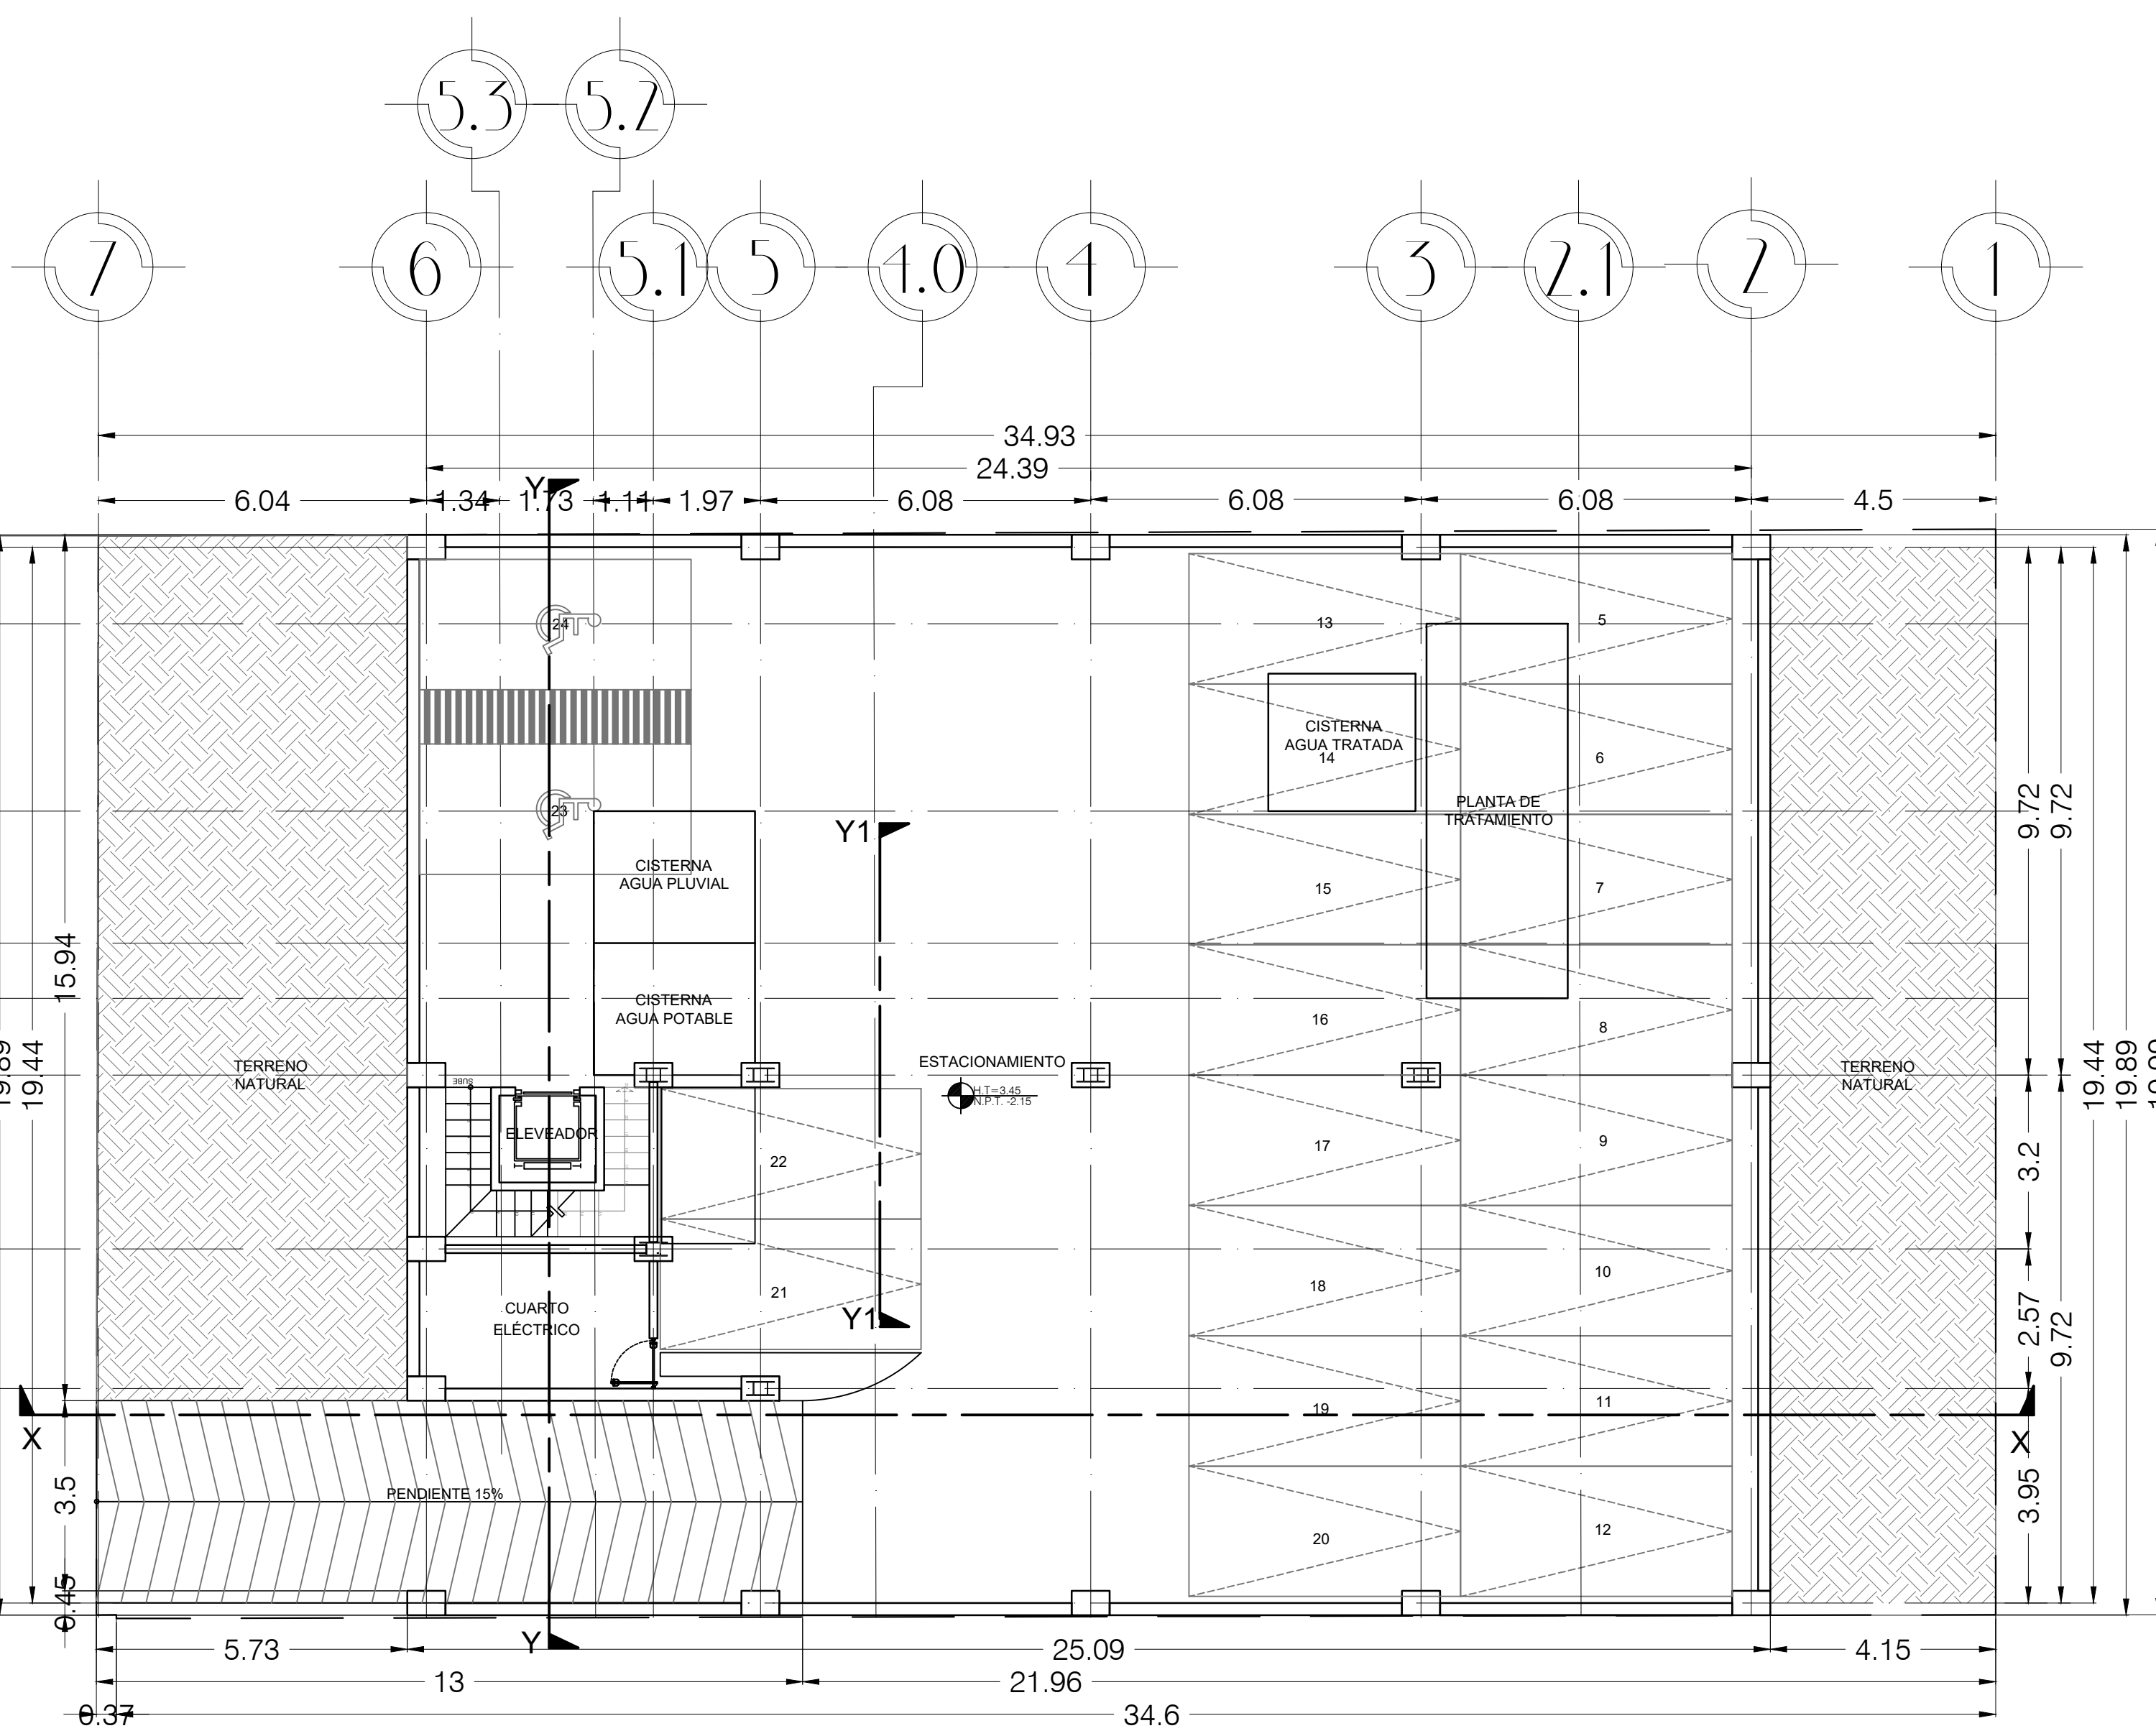 5.3
5.2
7
6
5.1
5
4.0
4
3
2.1
2
1
34.93
24.39
Y
6.04
1.34
1.73
1.11
1.97
6.08
6.08
6.08
4.5
24
13
5
CISTERNA
AGUA TRATADA
14
6
PLANTA DE
TRATAMIENTO
23
Y1
CISTERNA
AGUA PLUVIAL
15
7
9.72
9.72
15.94
CISTERNA
AGUA POTABLE
16
8
TERRENO
NATURAL
ESTACIONAMIENTO
H.T=3.45
N.P.T. -2.15
TERRENO
NATURAL
19.89
19.44
19.44
19.89
SUBE
ELEVEADOR
22
17
9
3.2
21
18
10
CUARTO
ELÉCTRICO
Y1
2.57
9.72
X
19
11
X
3.5
PENDIENTE 15%
3.95
20
12
0.45
Y
5.73
25.09
4.15
13
21.96
0.37
34.6